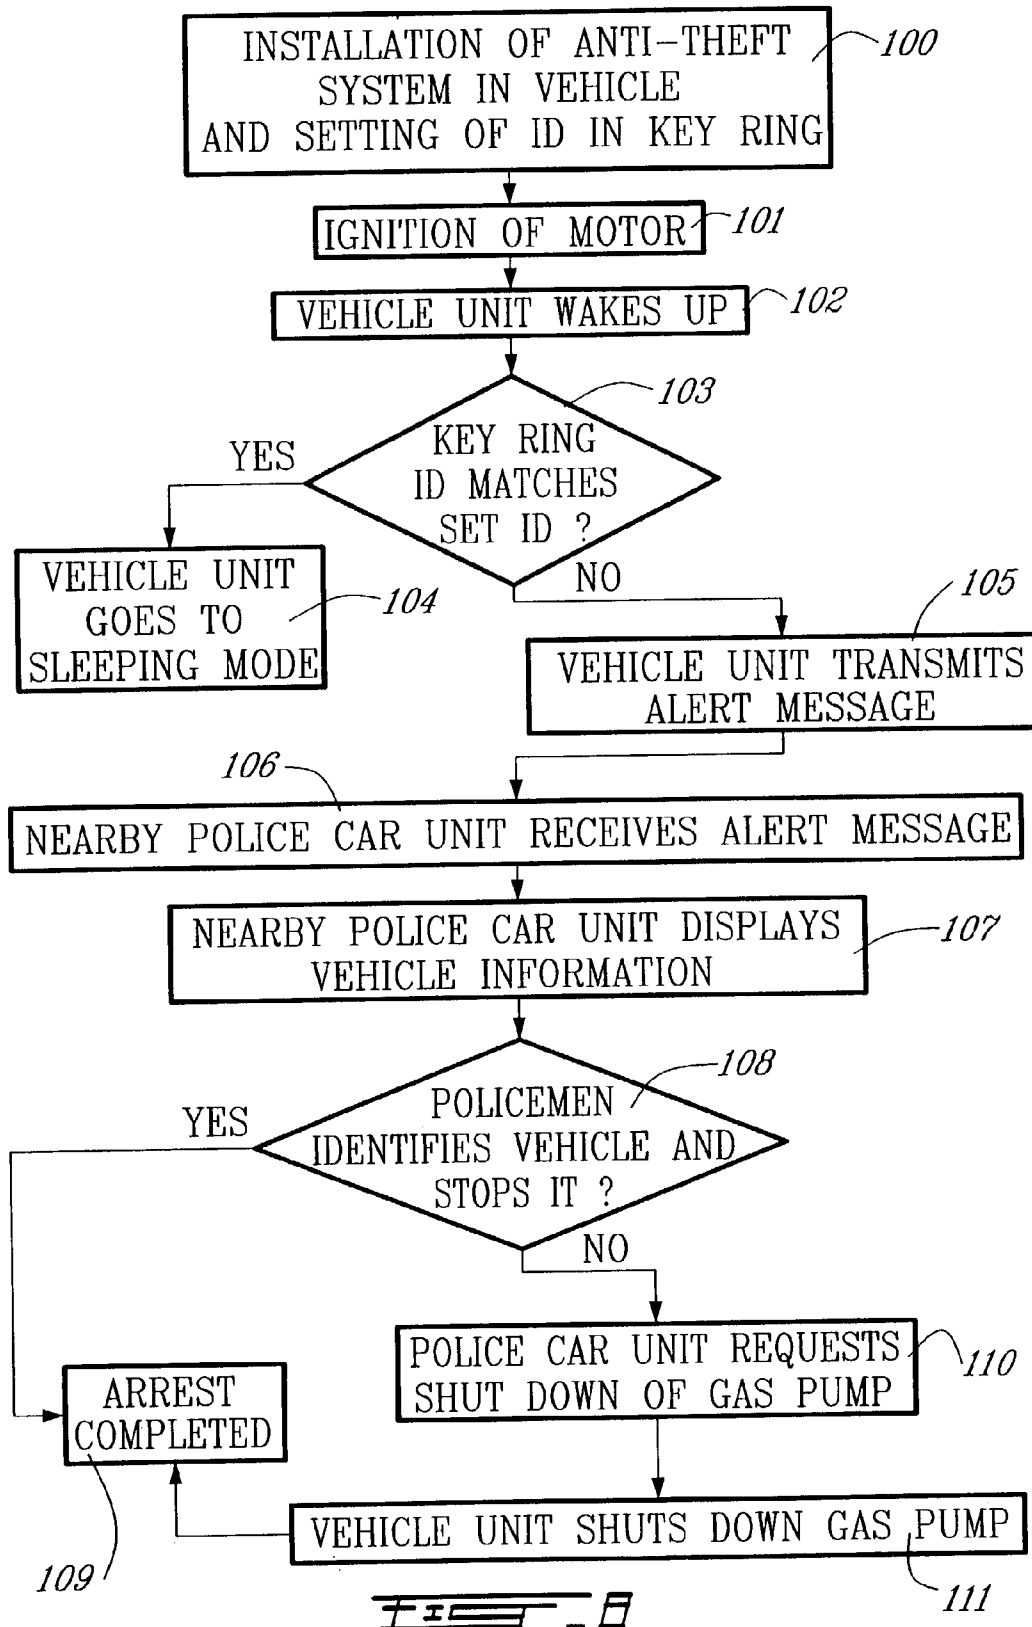 INSTALLATION OF ANTI-THEFT
SYSTEM IN VEHICLE
AND SETTING OF ID IN KEY RING
100
IGNITION OF MOTOR
101
VEHICLE UNIT WAKES UP
102
KEY RING
ID MATCHES
SET ID ?
103
YES
NO
VEHICLE UNIT
GOES TO
SLEEPING MODE
104
105
VEHICLE UNIT TRANSMITS
ALERT MESSAGE
106
NEARBY POLICE CAR UNIT RECEIVES ALERT MESSAGE
NEARBY POLICE CAR UNIT DISPLAYS
VEHICLE INFORMATION
107
108
YES
POLICEMEN
IDENTIFIES VEHICLE AND
STOPS IT ?
NO
POLICE CAR UNIT REQUESTS
SHUT DOWN OF GAS PUMP
110
ARREST
COMPLETED
VEHICLE UNIT SHUTS DOWN GAS PUMP
109
111
FIG - 8